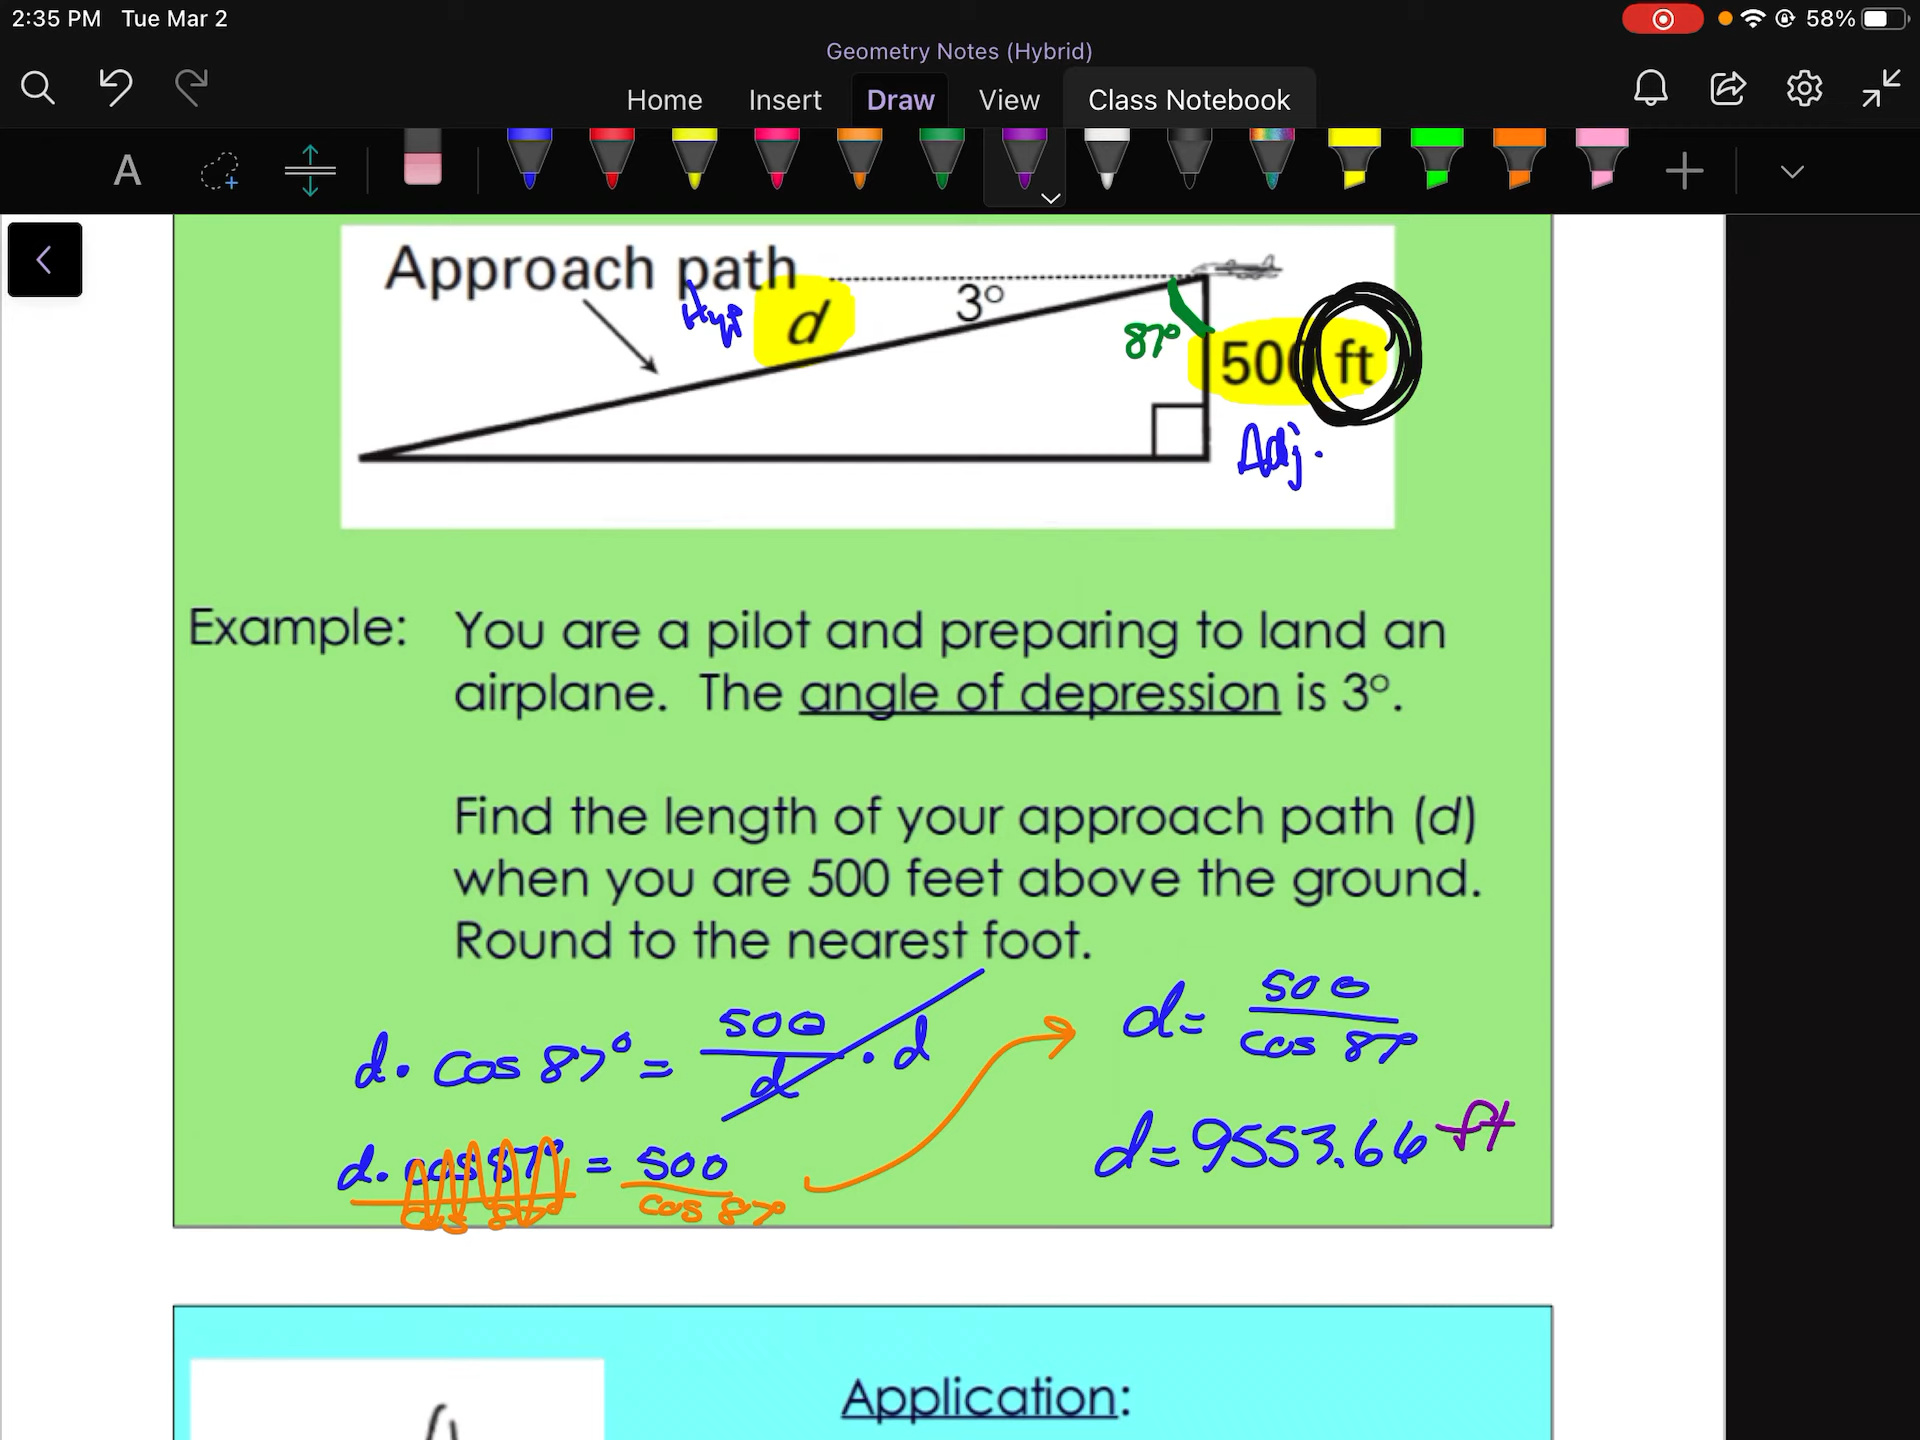 2:35 PM Tue Mar 2
58%
Geometry Notes (Hybrid)
Home Insert Draw View Class Notebook
A
Approach path
Hyp d 3°
87° 500 ft
Adj.
Example: You are a pilot and preparing to land an
airplane. The angle of depression is 3°.
Find the length of your approach path (d)
when you are 500 feet above the ground.
Round to the nearest foot.
d · cos 87° = 500/d · d
d · cos 87° / cos 87° = 500 / cos 87°
d = 500 / cos 87°
d = 9553.66 ft
Application: